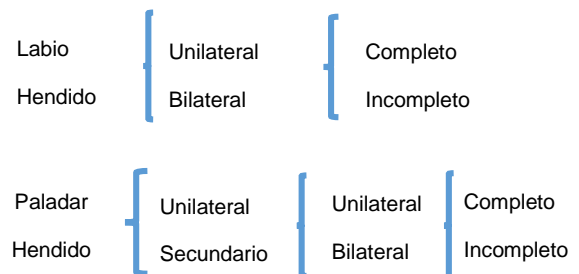 Labio Unilateral Completo
Hendido Bilateral Incompleto
Paladar Unilateral Unilateral Completo
Hendido Secundario Bilateral Incompleto